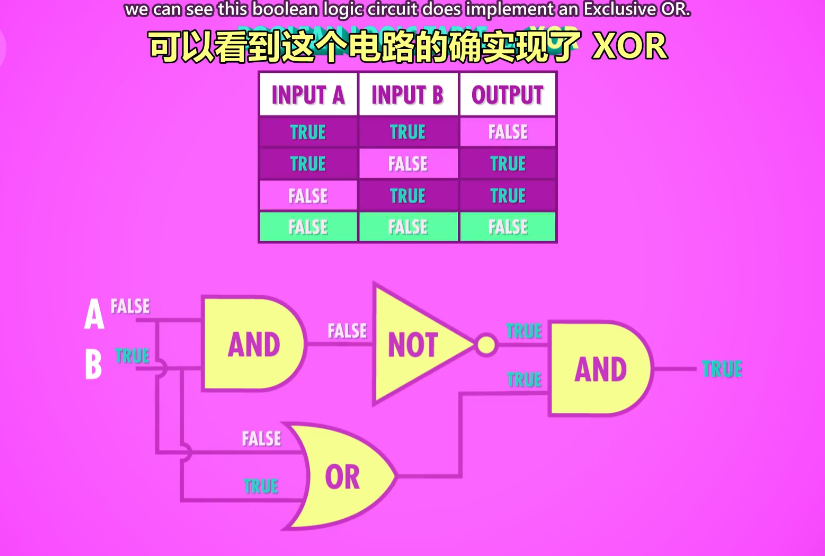 we can see this boolean logic circuit does implement an Exclusive OR.
可以看到这个电路的确实现了 XOR
INPUT A INPUT B OUTPUT
TRUE TRUE FALSE
TRUE FALSE TRUE
FALSE TRUE TRUE
FALSE FALSE FALSE
A FALSE
B TRUE
AND
FALSE
NOT
TRUE
TRUE
AND
TRUE
FALSE
TRUE
OR